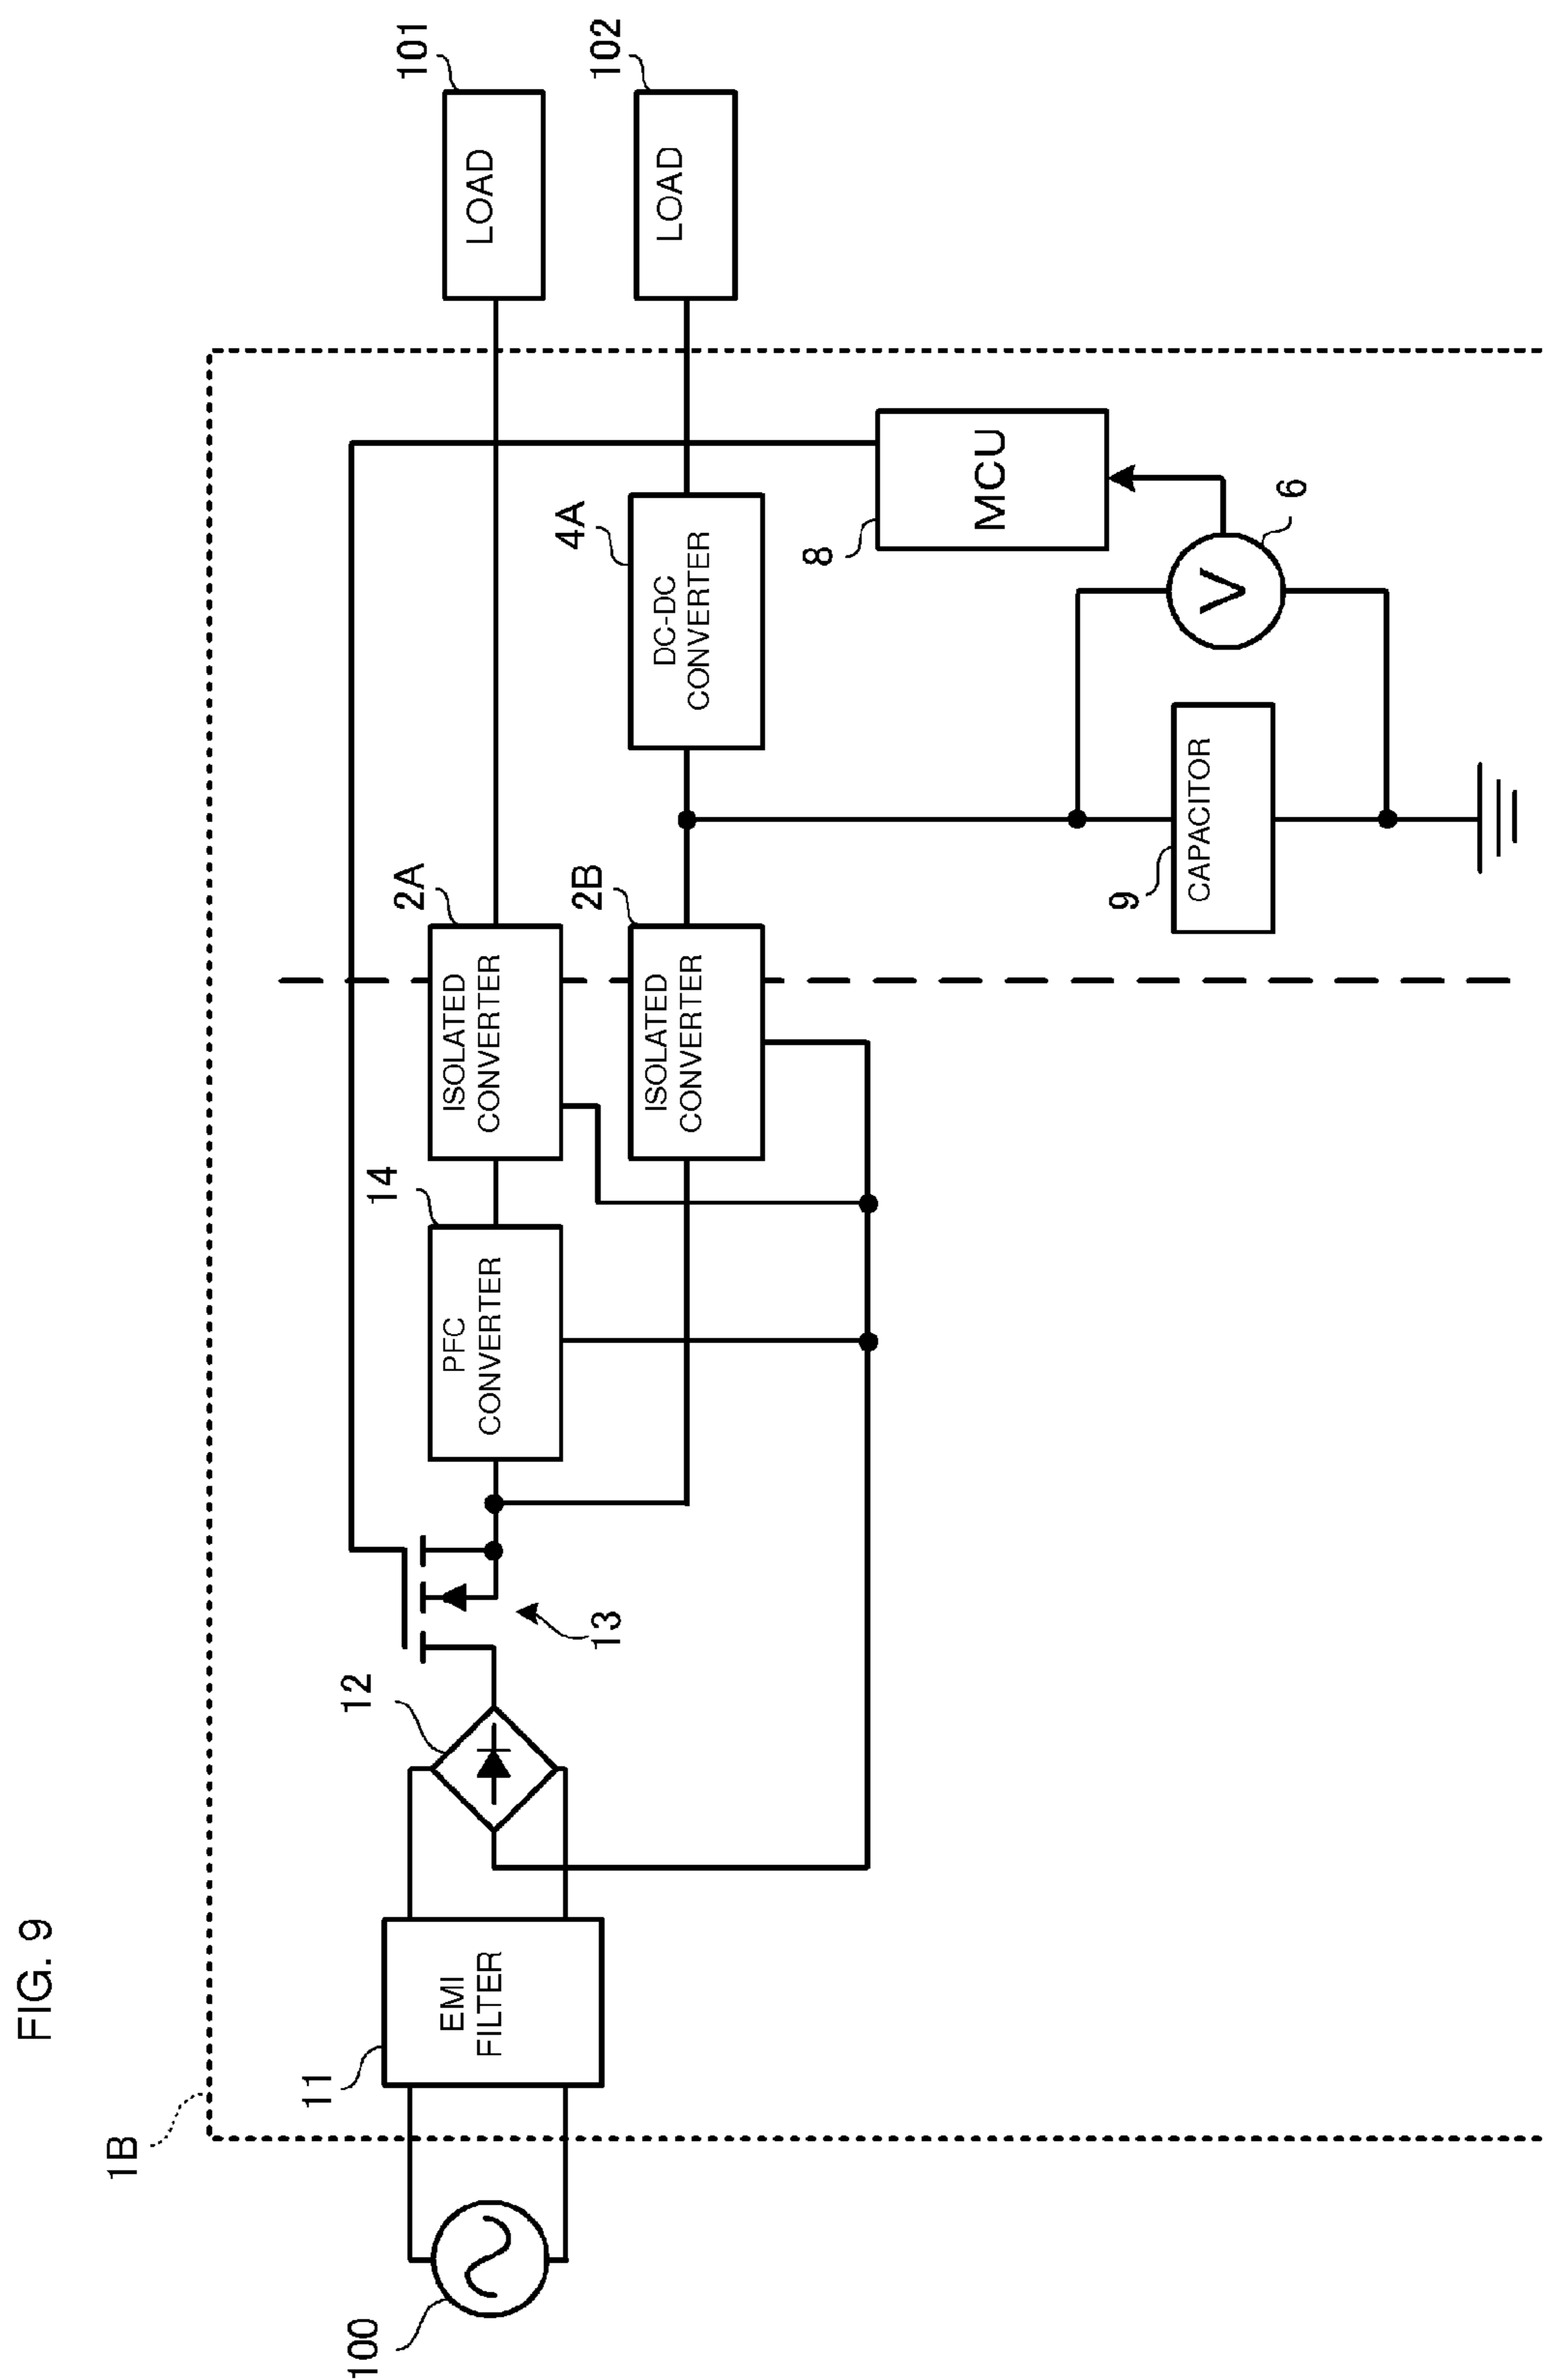 FIG. 9
1B
100
11
EMI
FILTER
12
13
14
PFC
CONVERTER
2A
ISOLATED
CONVERTER
2B
ISOLATED
CONVERTER
4A
DC-DC
CONVERTER
8
MCU
6
V
9
CAPACITOR
101
LOAD
102
LOAD